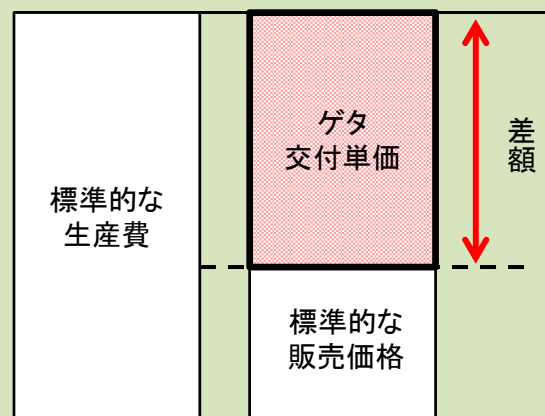 標準的な
生産費
ゲタ
交付単価
標準的な
販売価格
差額